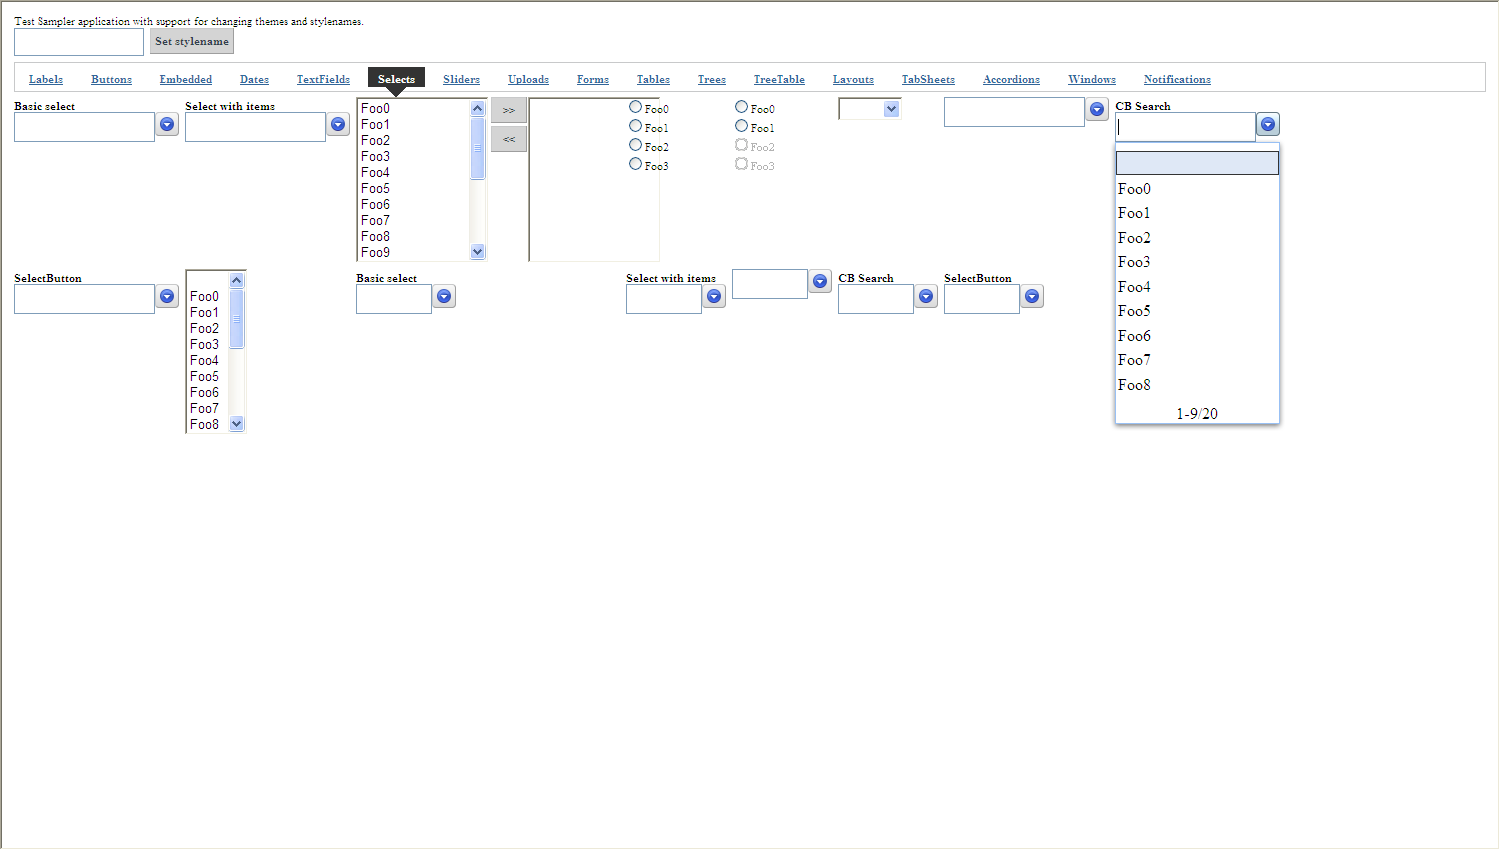 Test Sampler application with support for changing themes and stylenames.
Set stylename
Labels Buttons Embedded Dates TextFields Selects Sliders Uploads Forms Tables Trees TreeTable Layouts TabSheets Accordions Windows Notifications
Basic select
Select with items
Foo0
Foo1
Foo2
Foo3
Foo4
Foo5
Foo6
Foo7
Foo8
Foo9
>>
<<
Foo0
Foo1
Foo2
Foo3
Foo0
Foo1
Foo2
Foo3
CB Search
Foo0
Foo1
Foo2
Foo3
Foo4
Foo5
Foo6
Foo7
Foo8
1-9/20
SelectButton
Foo0
Foo1
Foo2
Foo3
Foo4
Foo5
Foo6
Foo7
Foo8
Basic select
Select with items
CB Search
SelectButton